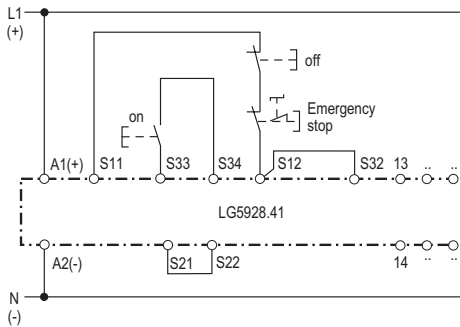 L1
(+)
off
on
Emergency
stop
A1(+) S11 S33 S34 S12 S32 13 .. ..
LG5928.41
A2(-) S21 S22 14 .. ..
N
(-)